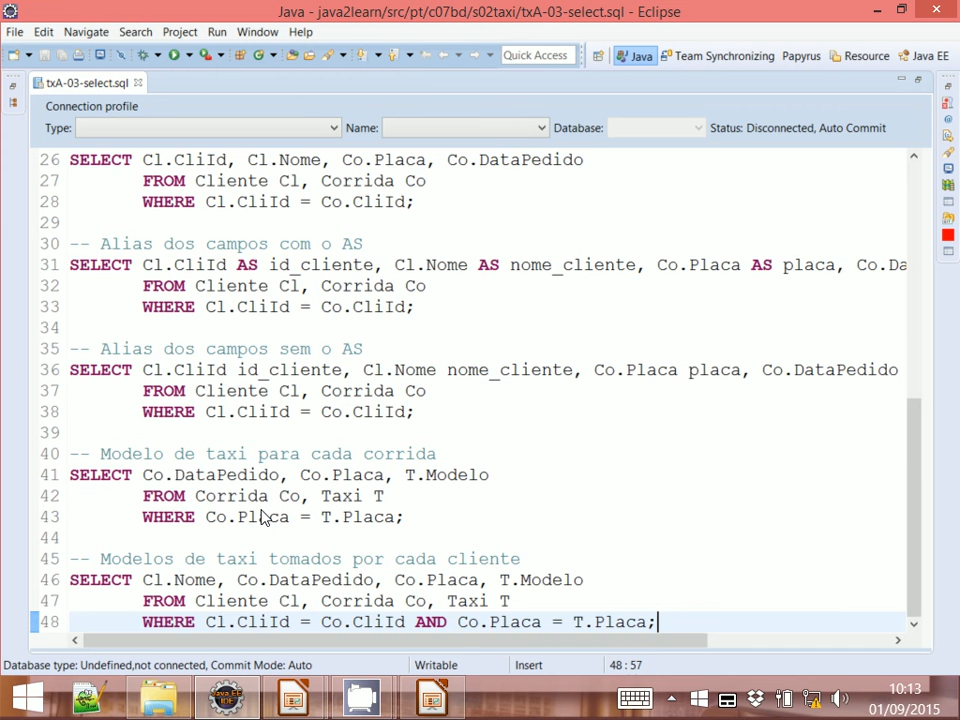 Java - java2learn/src/pt/c07bd/s02taxi/txA-03-select.sql - Eclipse
File Edit Navigate Search Project Run Window Help
Quick Access Java Team Synchronizing Papyrus Resource Java EE
txA-03-select.sql
Connection profile
Type: Name: Database: Status: Disconnected, Auto Commit
26 SELECT Cl.CliId, Cl.Nome, Co.Placa, Co.DataPedido
27 FROM Cliente Cl, Corrida Co
28 WHERE Cl.CliId = Co.CliId;
29
30 -- Alias dos campos com o AS
31 SELECT Cl.CliId AS id_cliente, Cl.Nome AS nome_cliente, Co.Placa AS placa, Co.Da
32 FROM Cliente Cl, Corrida Co
33 WHERE Cl.CliId = Co.CliId;
34
35 -- Alias dos campos sem o AS
36 SELECT Cl.CliId id_cliente, Cl.Nome nome_cliente, Co.Placa placa, Co.DataPedido
37 FROM Cliente Cl, Corrida Co
38 WHERE Cl.CliId = Co.CliId;
39
40 -- Modelo de taxi para cada corrida
41 SELECT Co.DataPedido, Co.Placa, T.Modelo
42 FROM Corrida Co, Taxi T
43 WHERE Co.Placa = T.Placa;
44
45 -- Modelos de taxi tomados por cada cliente
46 SELECT Cl.Nome, Co.DataPedido, Co.Placa, T.Modelo
47 FROM Cliente Cl, Corrida Co, Taxi T
48 WHERE Cl.CliId = Co.CliId AND Co.Placa = T.Placa;
Database type: Undefined,not connected, Commit Mode: Auto Writable Insert 48 : 57
Java EE
IDE
10:13
01/09/2015